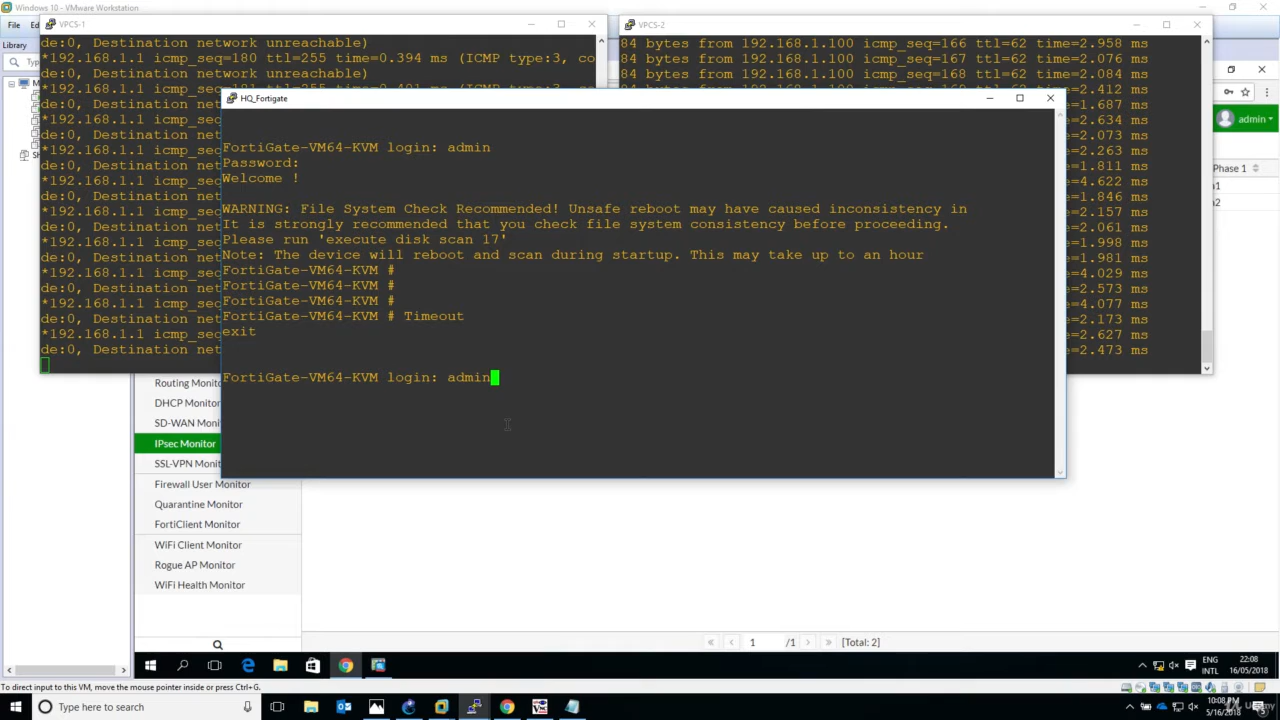 Windows 10 - VMware Workstation
File
Library
VPCS-1
de:0, Destination network unreachable)
*192.168.1.1 icmp_seq=180 ttl=255 time=0.394 ms (ICMP type:3, co
de:0, Destination network unreachable)
*192.168.1.1 icmp_seq
de:0, Destination net
*192.168.1.1 icmp_seq
de:0, Destination net
*192.168.1.1 icmp_seq
de:0, Destination net
*192.168.1.1 icmp_seq
de:0, Destination net
*192.168.1.1 icmp_seq
de:0, Destination net
*192.168.1.1 icmp_seq
de:0, Destination net
*192.168.1.1 icmp_seq
de:0, Destination net
*192.168.1.1 icmp_seq
de:0, Destination net
VPCS-2
84 bytes from 192.168.1.100 icmp_seq=166 ttl=62 time=2.958 ms
84 bytes from 192.168.1.100 icmp_seq=167 ttl=62 time=2.076 ms
84 bytes from 192.168.1.100 icmp_seq=168 ttl=62 time=2.084 ms
e=2.412 ms
e=1.687 ms
e=2.634 ms
e=2.073 ms
e=2.263 ms
e=1.811 ms
e=4.622 ms
e=1.846 ms
e=2.157 ms
e=2.061 ms
e=1.998 ms
e=1.981 ms
e=4.029 ms
e=2.573 ms
e=4.077 ms
e=2.173 ms
e=2.627 ms
e=2.473 ms
HQ_Fortigate
FortiGate-VM64-KVM login: admin
Password:
Welcome !
WARNING: File System Check Recommended! Unsafe reboot may have caused inconsistency in
It is strongly recommended that you check file system consistency before proceeding.
Please run 'execute disk scan 17'
Note: The device will reboot and scan during startup. This may take up to an hour
FortiGate-VM64-KVM #
FortiGate-VM64-KVM #
FortiGate-VM64-KVM #
FortiGate-VM64-KVM # Timeout
exit
FortiGate-VM64-KVM login: admin
admin
Phase 1
Routing Monitor
DHCP Monitor
SD-WAN Moni
IPsec Monitor
SSL-VPN Monit
Firewall User Monitor
Quarantine Monitor
FortiClient Monitor
WiFi Client Monitor
Rogue AP Monitor
WiFi Health Monitor
1 /1 [Total: 2]
ENG 22:08
INTL 16/05/2018
To direct input to this VM, move the mouse pointer inside or press Ctrl+G.
Type here to search
10:08 PM
5/16/2018
Udemy